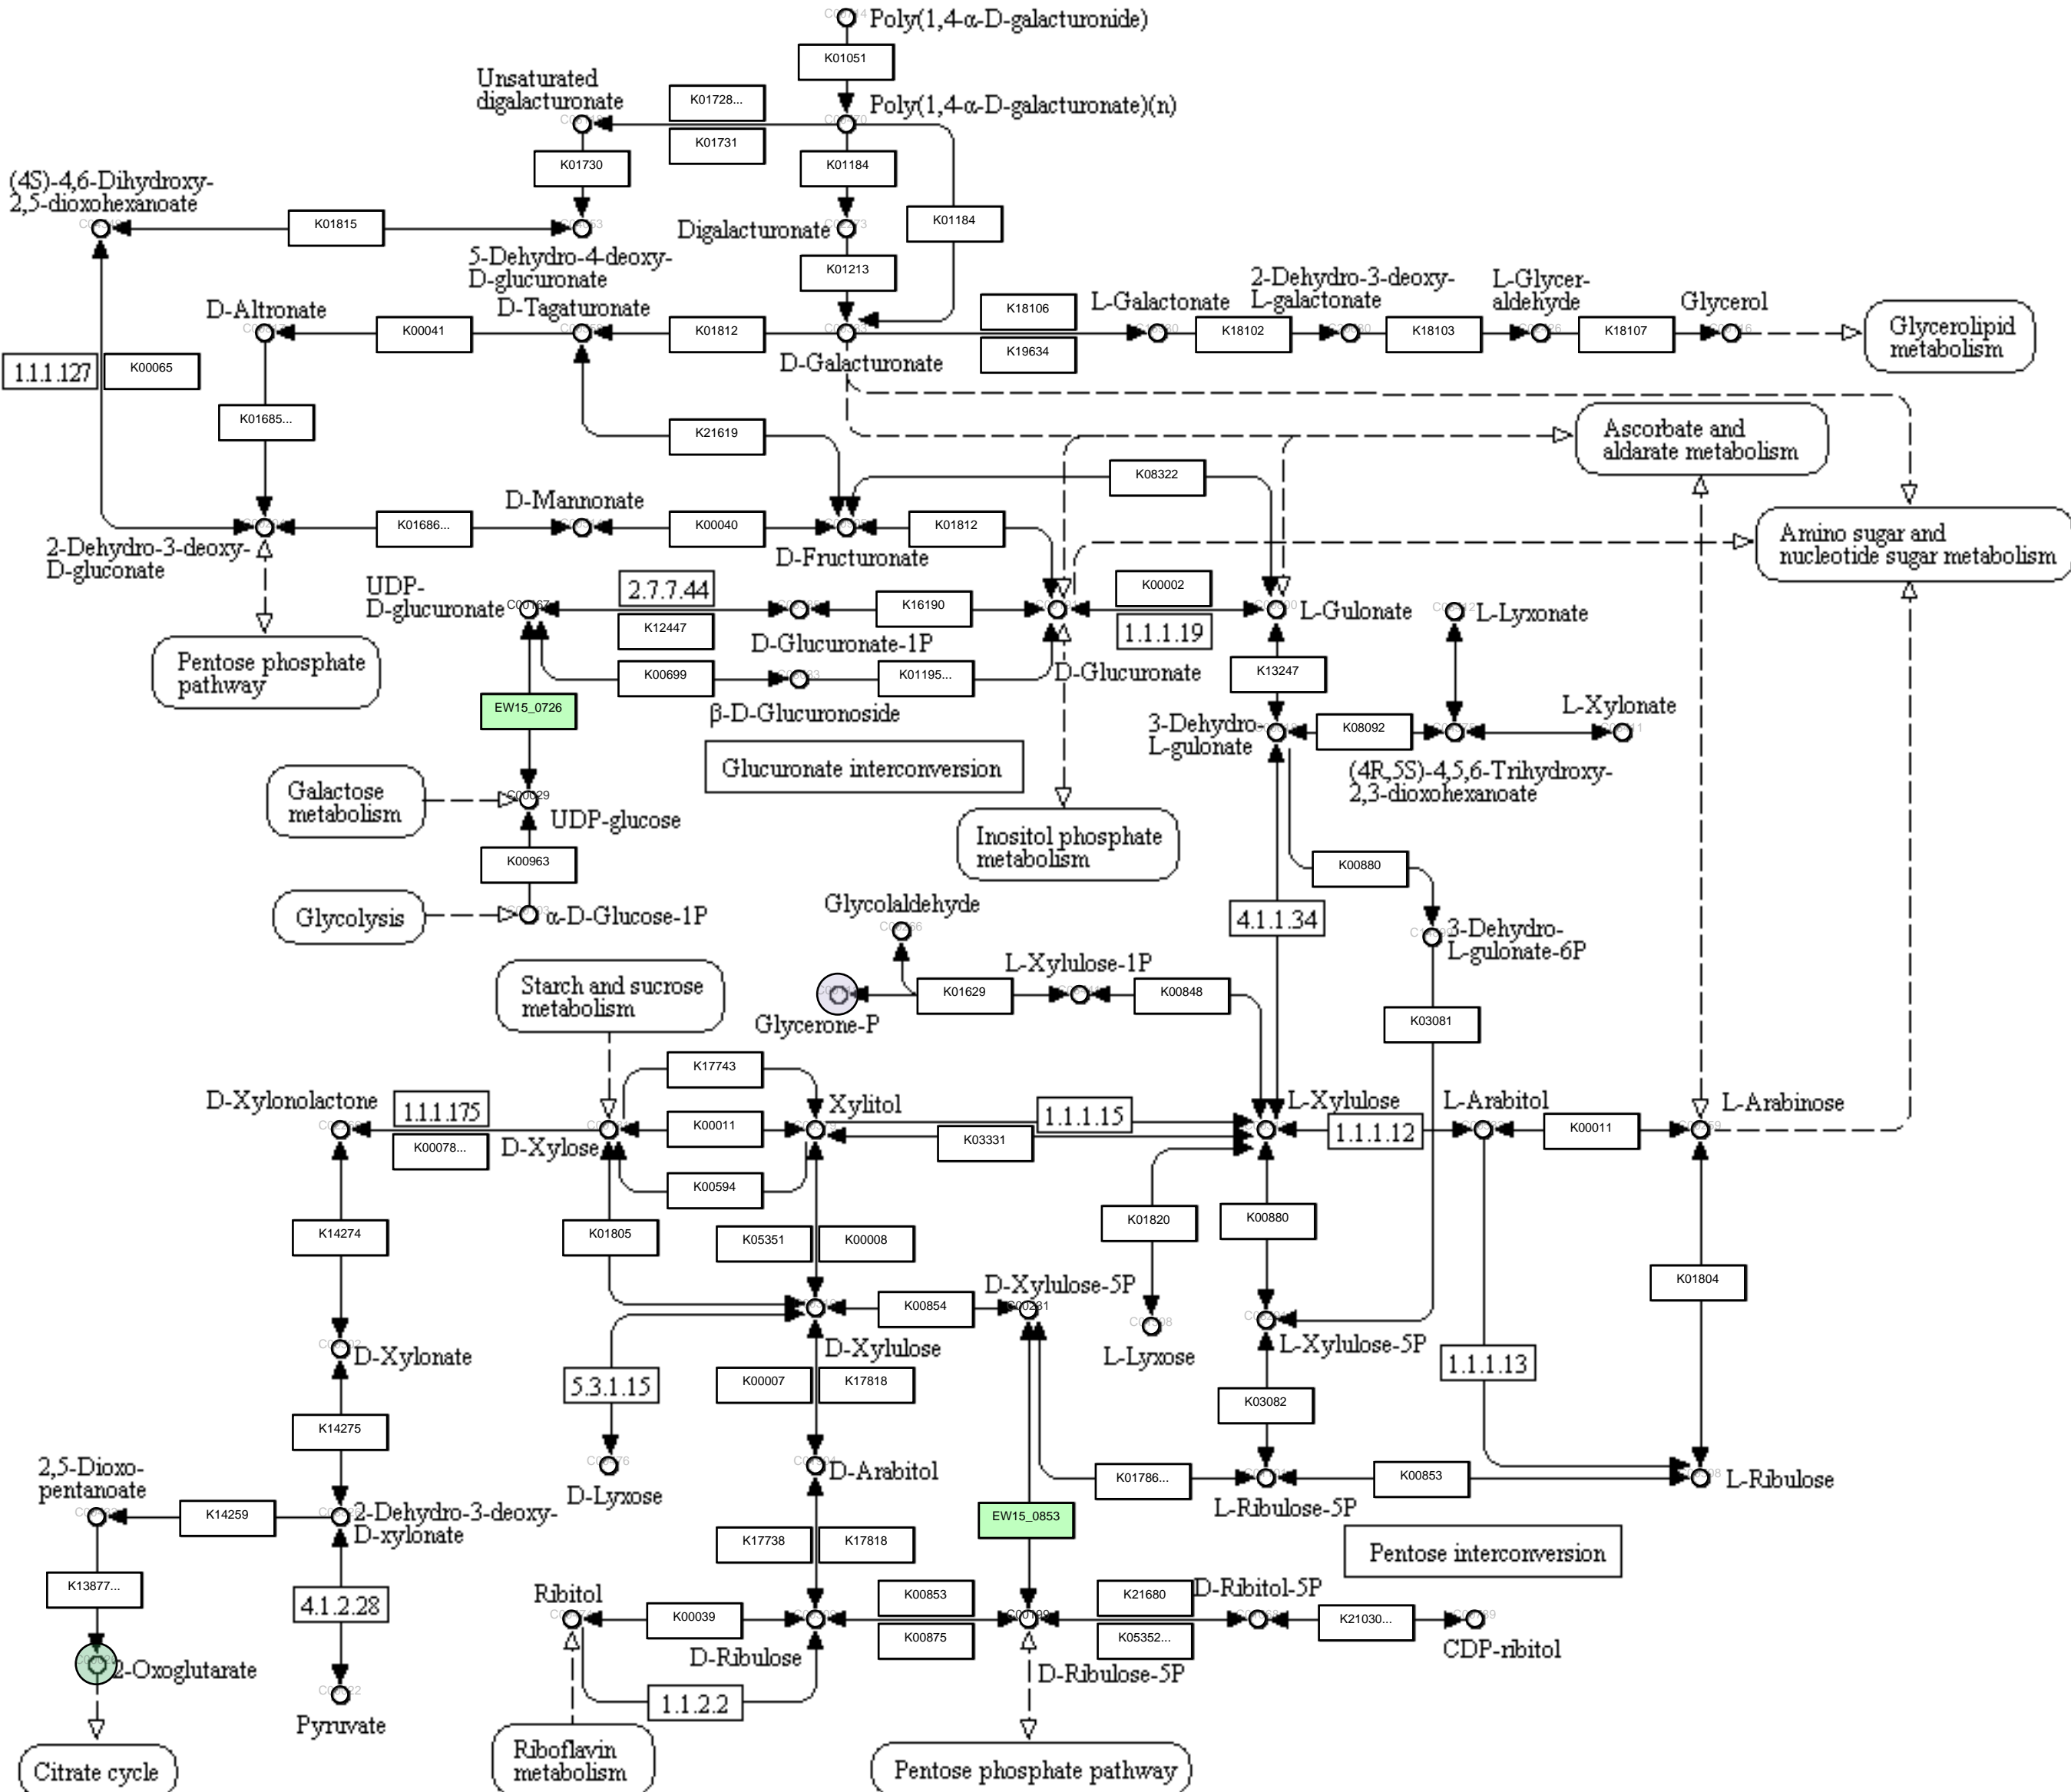 Poly(1,4-α-D-galacturonide)
K01051
Unsaturated
digalacturonate
K01728...
Poly(1,4-α-D-galacturonate)(n)
K01731
K01730
K01184
(4S)-4,6-Dihydroxy-
2,5-dioxohexanoate
K01815
K01184
Digalacturonate
5-Dehydro-4-deoxy-
D-glucuronate
K01213
D-Altronate
D-Tagaturonate
K18106
L-Galactonate
2-Dehydro-3-deoxy-
L-galactonate
L-Glycer-
aldehyde
Glycerol
K00041
K01812
K18102
K18103
K18107
Glycerolipid
metabolism
K19634
D-Galacturonate
1.1.1.127
K00065
K01685...
K21619
Ascorbate and
aldarate metabolism
K08322
D-Mannonate
K01686...
K00040
K01812
Amino sugar and
nucleotide sugar metabolism
2-Dehydro-3-deoxy-
D-gluconate
D-Fructuronate
UDP-
D-glucuronate
C00167
2.7.7.44
K16190
K00002
L-Gulonate
L-Lyxonate
K12447
D-Glucuronate-1P
1.1.1.19
Pentose phosphate
pathway
K00699
K01195...
D-Glucuronate
K13247
EW15_0726
β-D-Glucuronoside
3-Dehydro-
L-gulonate
K08092
L-Xylonate
Glucuronate interconversion
(4R,5S)-4,5,6-Trihydroxy-
2,3-dioxohexanoate
Galactose
metabolism
C00029
UDP-glucose
Inositol phosphate
metabolism
K00963
K00880
Glycolysis
α-D-Glucose-1P
Glycolaldehyde
4.1.1.34
3-Dehydro-
L-gulonate-6P
Starch and sucrose
metabolism
L-Xylulose-1P
K01629
K00848
Glycerone-P
K03081
K17743
D-Xylonolactone
1.1.1.175
Xylitol
1.1.1.15
L-Xylulose
L-Arabitol
L-Arabinose
K00011
K03331
1.1.1.12
K00011
K00078...
D-Xylose
K00594
K14274
K01805
K05351
K00008
K01820
K00880
K01804
D-Xylulose-5P
K00854
C00231
D-Xylonate
D-Xylulose
L-Lyxose
L-Xylulose-5P
5.3.1.15
K00007
K17818
1.1.1.13
K03082
K14275
2,5-Dioxo-
pentanoate
D-Lyxose
D-Arabitol
K01786...
K00853
L-Ribulose
L-Ribulose-5P
K14259
2-Dehydro-3-deoxy-
D-xylonate
EW15_0853
K17738
K17818
Pentose interconversion
K13877...
4.1.2.28
Ribitol
K00853
K21680
D-Ribitol-5P
K00039
C00199
K21030...
K00875
K05352...
CDP-ribitol
2-Oxoglutarate
D-Ribulose
D-Ribulose-5P
Pyruvate
1.1.2.2
Citrate cycle
Riboflavin
metabolism
Pentose phosphate pathway